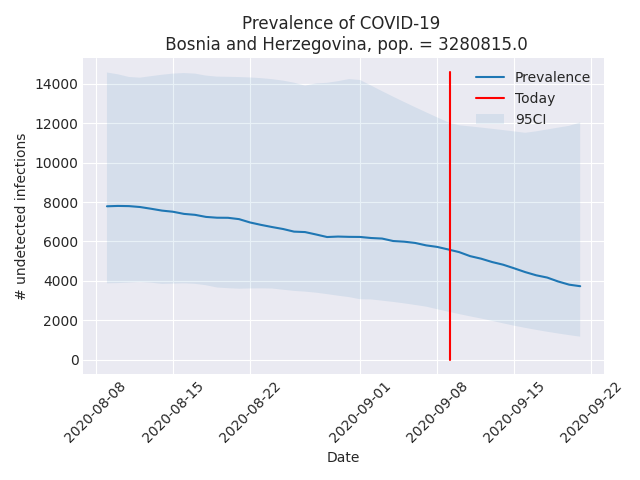 Prevalence of COVID-19
Bosnia and Herzegovina, pop. = 3280815.0
Prevalence
Today
95CI
14000
12000
10000
8000
6000
4000
2000
0
# undetected infections
2020-08-08
2020-08-15
2020-08-22
2020-09-01
2020-09-08
2020-09-15
2020-09-22
Date